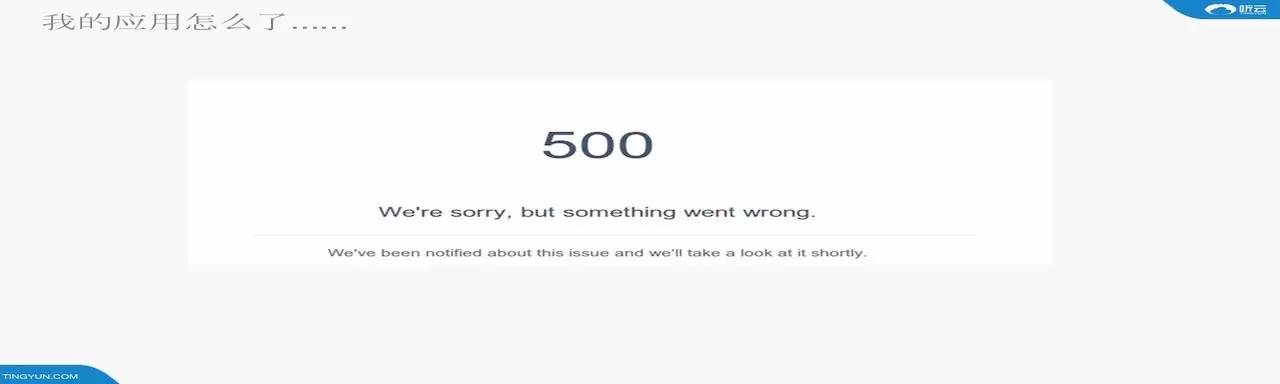 我的应用怎么了......
听云
500
We're sorry, but something went wrong.
We've been notified about this issue and we'll take a look at it shortly.
TINGYUN.COM